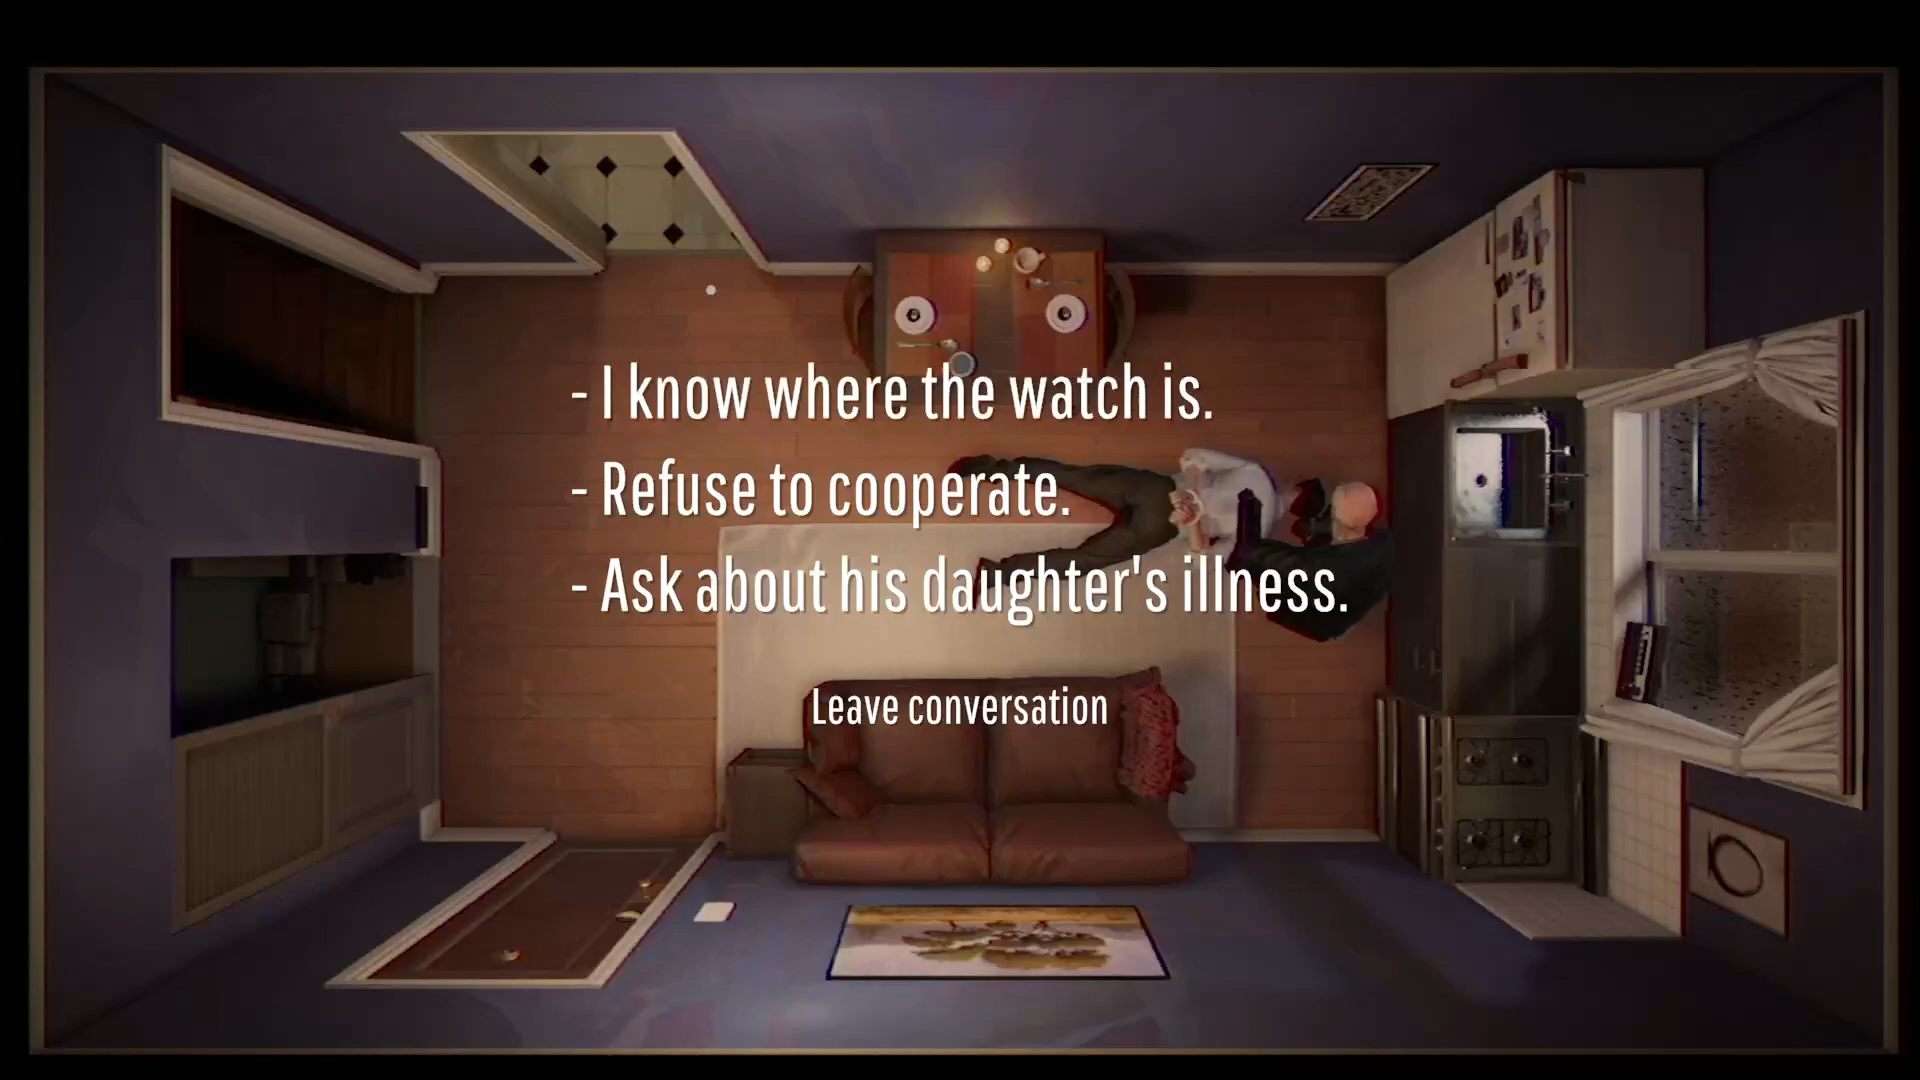 - I know where the watch is.
- Refuse to cooperate.
- Ask about his daughter's illness.
Leave conversation